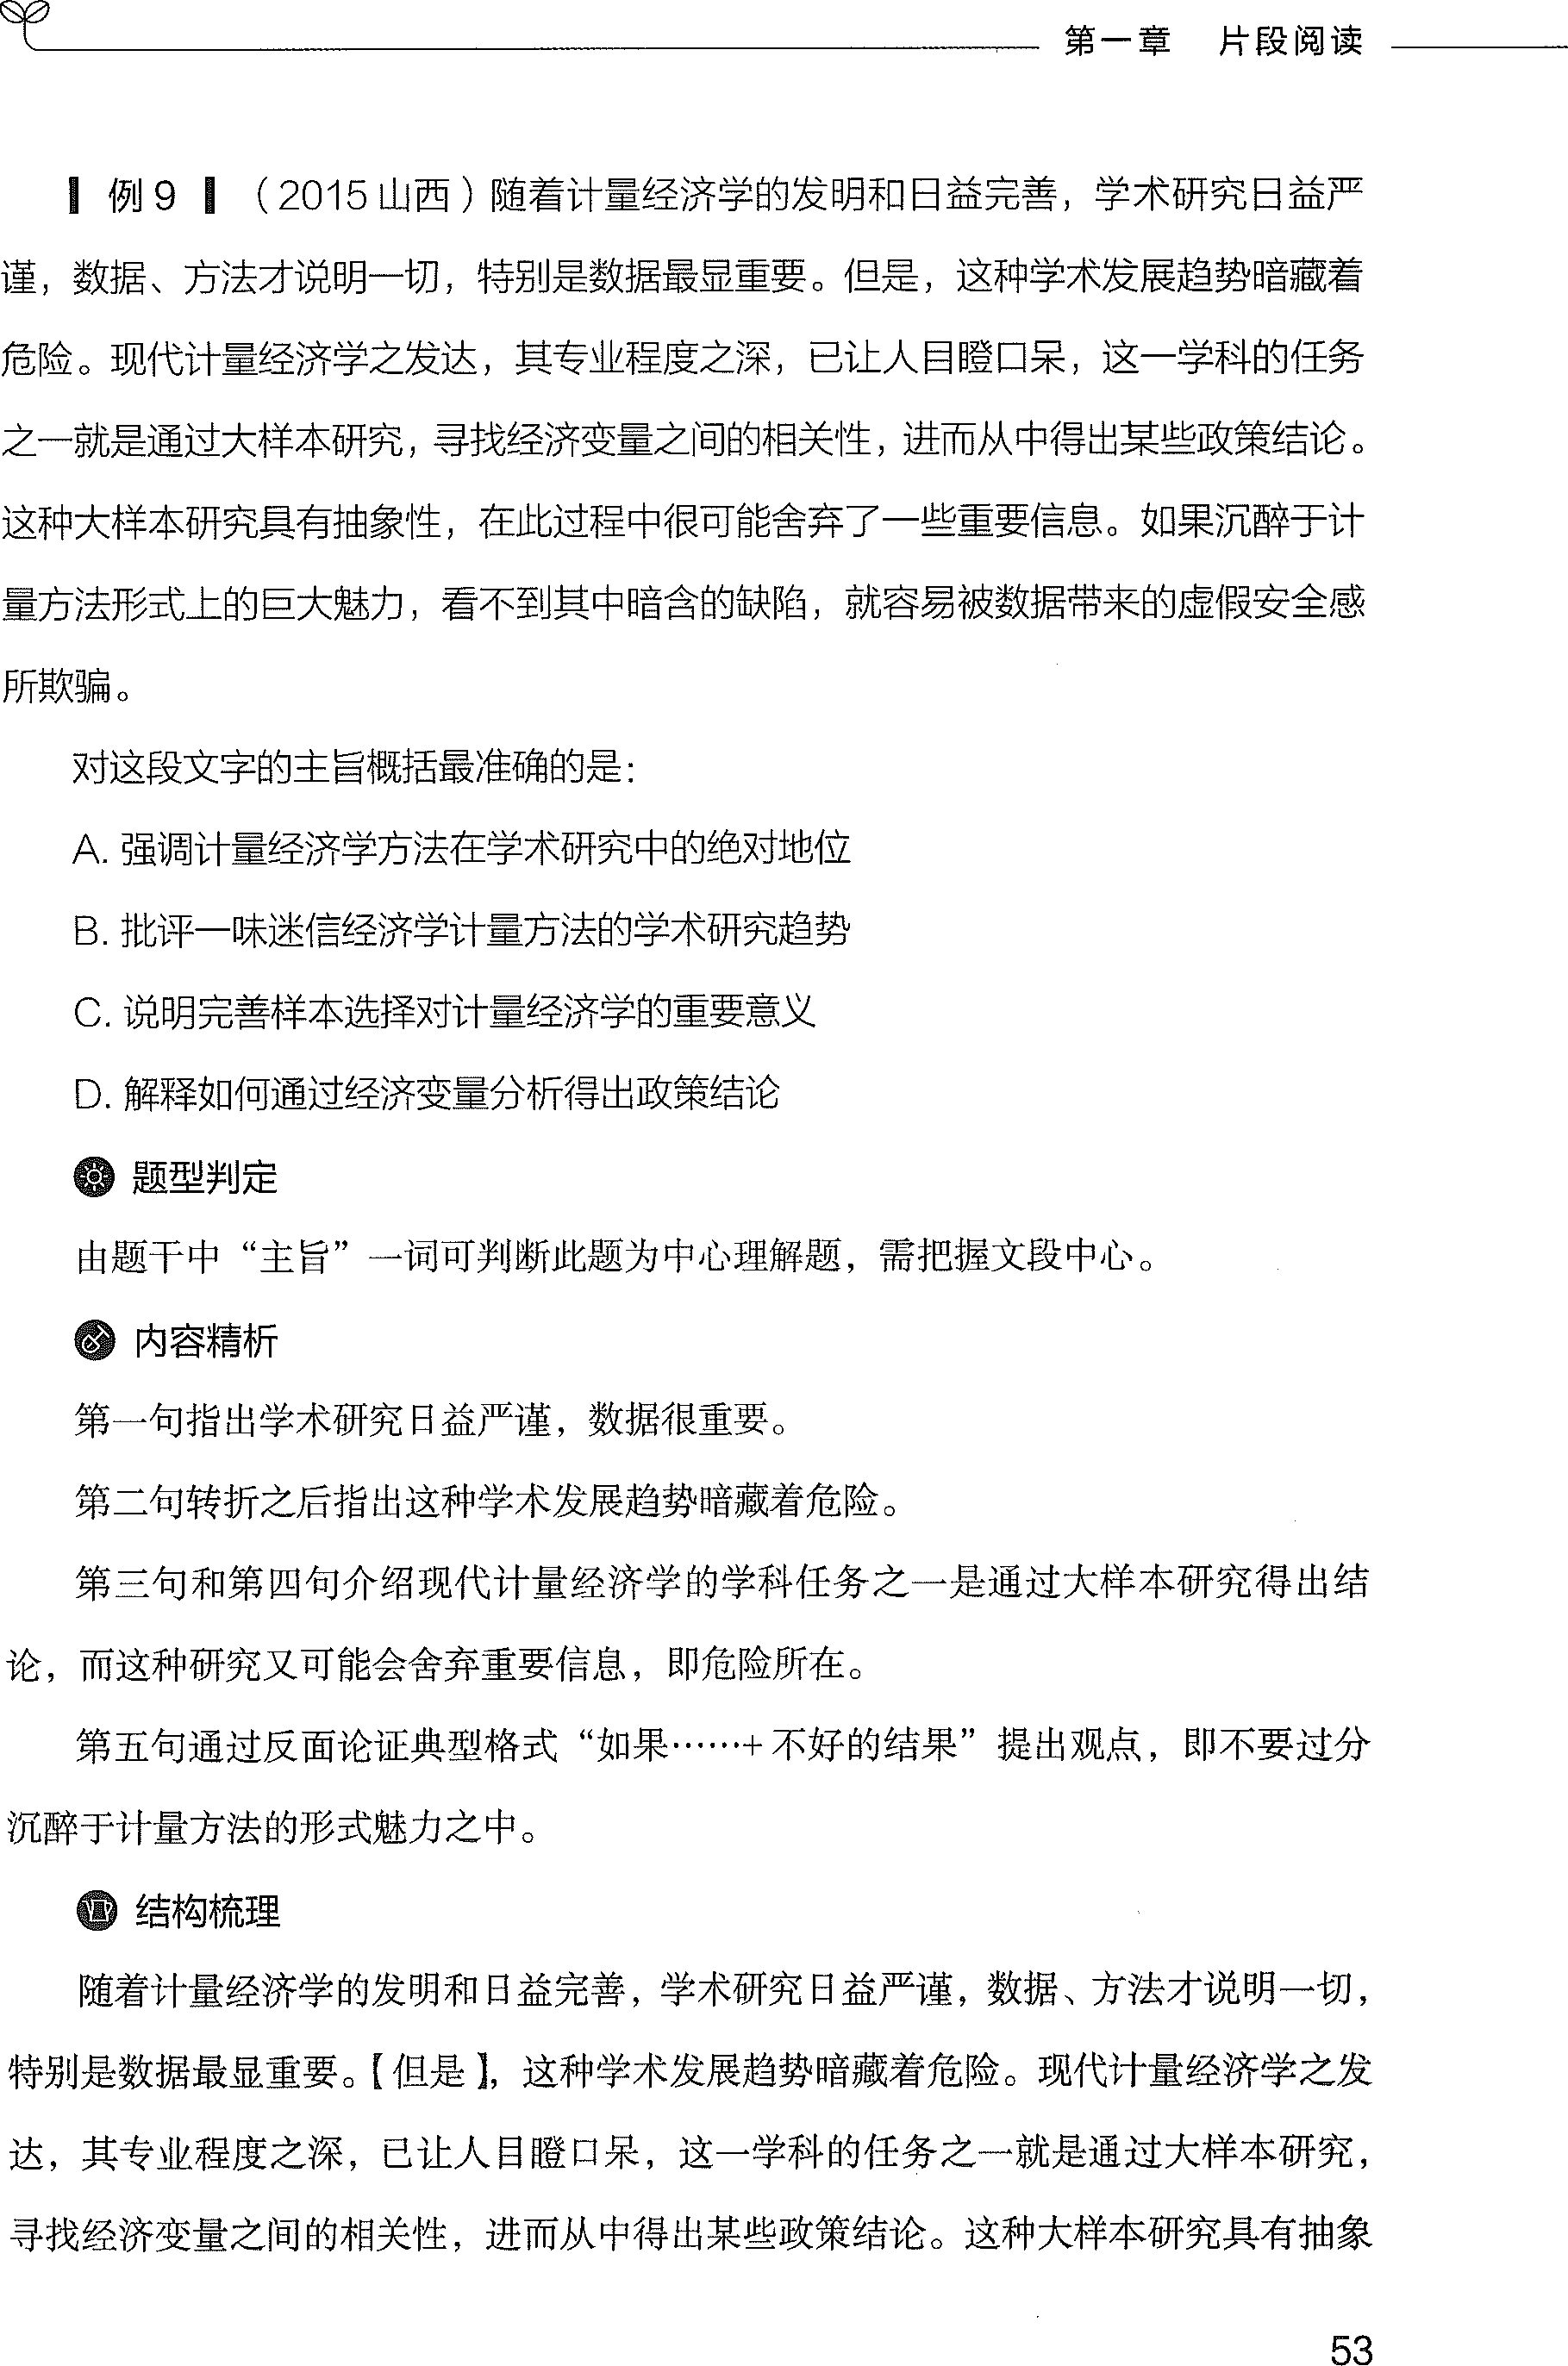 第一章 片段阅读
例9 （2015山西）随着计量经济学的发明和日益完善，学术研究日益严
谨，数据、方法才说明一切，特别是数据最显重要。但是，这种学术发展趋势暗藏着
危险。现代计量经济学之发达，其专业程度之深，已让人目瞪口呆，这一学科的任务
之一就是通过大样本研究，寻找经济变量之间的相关性，进而从中得出某些政策结论。
这种大样本研究具有抽象性，在此过程中很可能舍弃了一些重要信息。如果沉醉于计
量方法形式上的巨大魅力，看不到其中暗含的缺陷，就容易被数据带来的虚假安全感
所欺骗。
对这段文字的主旨概括最准确的是：
A. 强调计量经济学方法在学术研究中的绝对地位
B. 批评一味迷信经济学计量方法的学术研究趋势
C. 说明完善样本选择对计量经济学的重要意义
D. 解释如何通过经济变量分析得出政策结论
题型判定
由题干中“主旨”一词可判断此题为中心理解题，需把握文段中心。
内容精析
第一句指出学术研究日益严谨，数据很重要。
第二句转折之后指出这种学术发展趋势暗藏着危险。
第三句和第四句介绍现代计量经济学的学科任务之一是通过大样本研究得出结
论，而这种研究又可能会舍弃重要信息，即危险所在。
第五句通过反面论证典型格式“如果……+不好的结果”提出观点，即不要过分
沉醉于计量方法的形式魅力之中。
结构梳理
随着计量经济学的发明和日益完善，学术研究日益严谨，数据、方法才说明一切，
特别是数据最显重要。【但是】，这种学术发展趋势暗藏着危险。现代计量经济学之发
达，其专业程度之深，已让人目瞪口呆，这一学科的任务之一就是通过大样本研究，
寻找经济变量之间的相关性，进而从中得出某些政策结论。这种大样本研究具有抽象
53